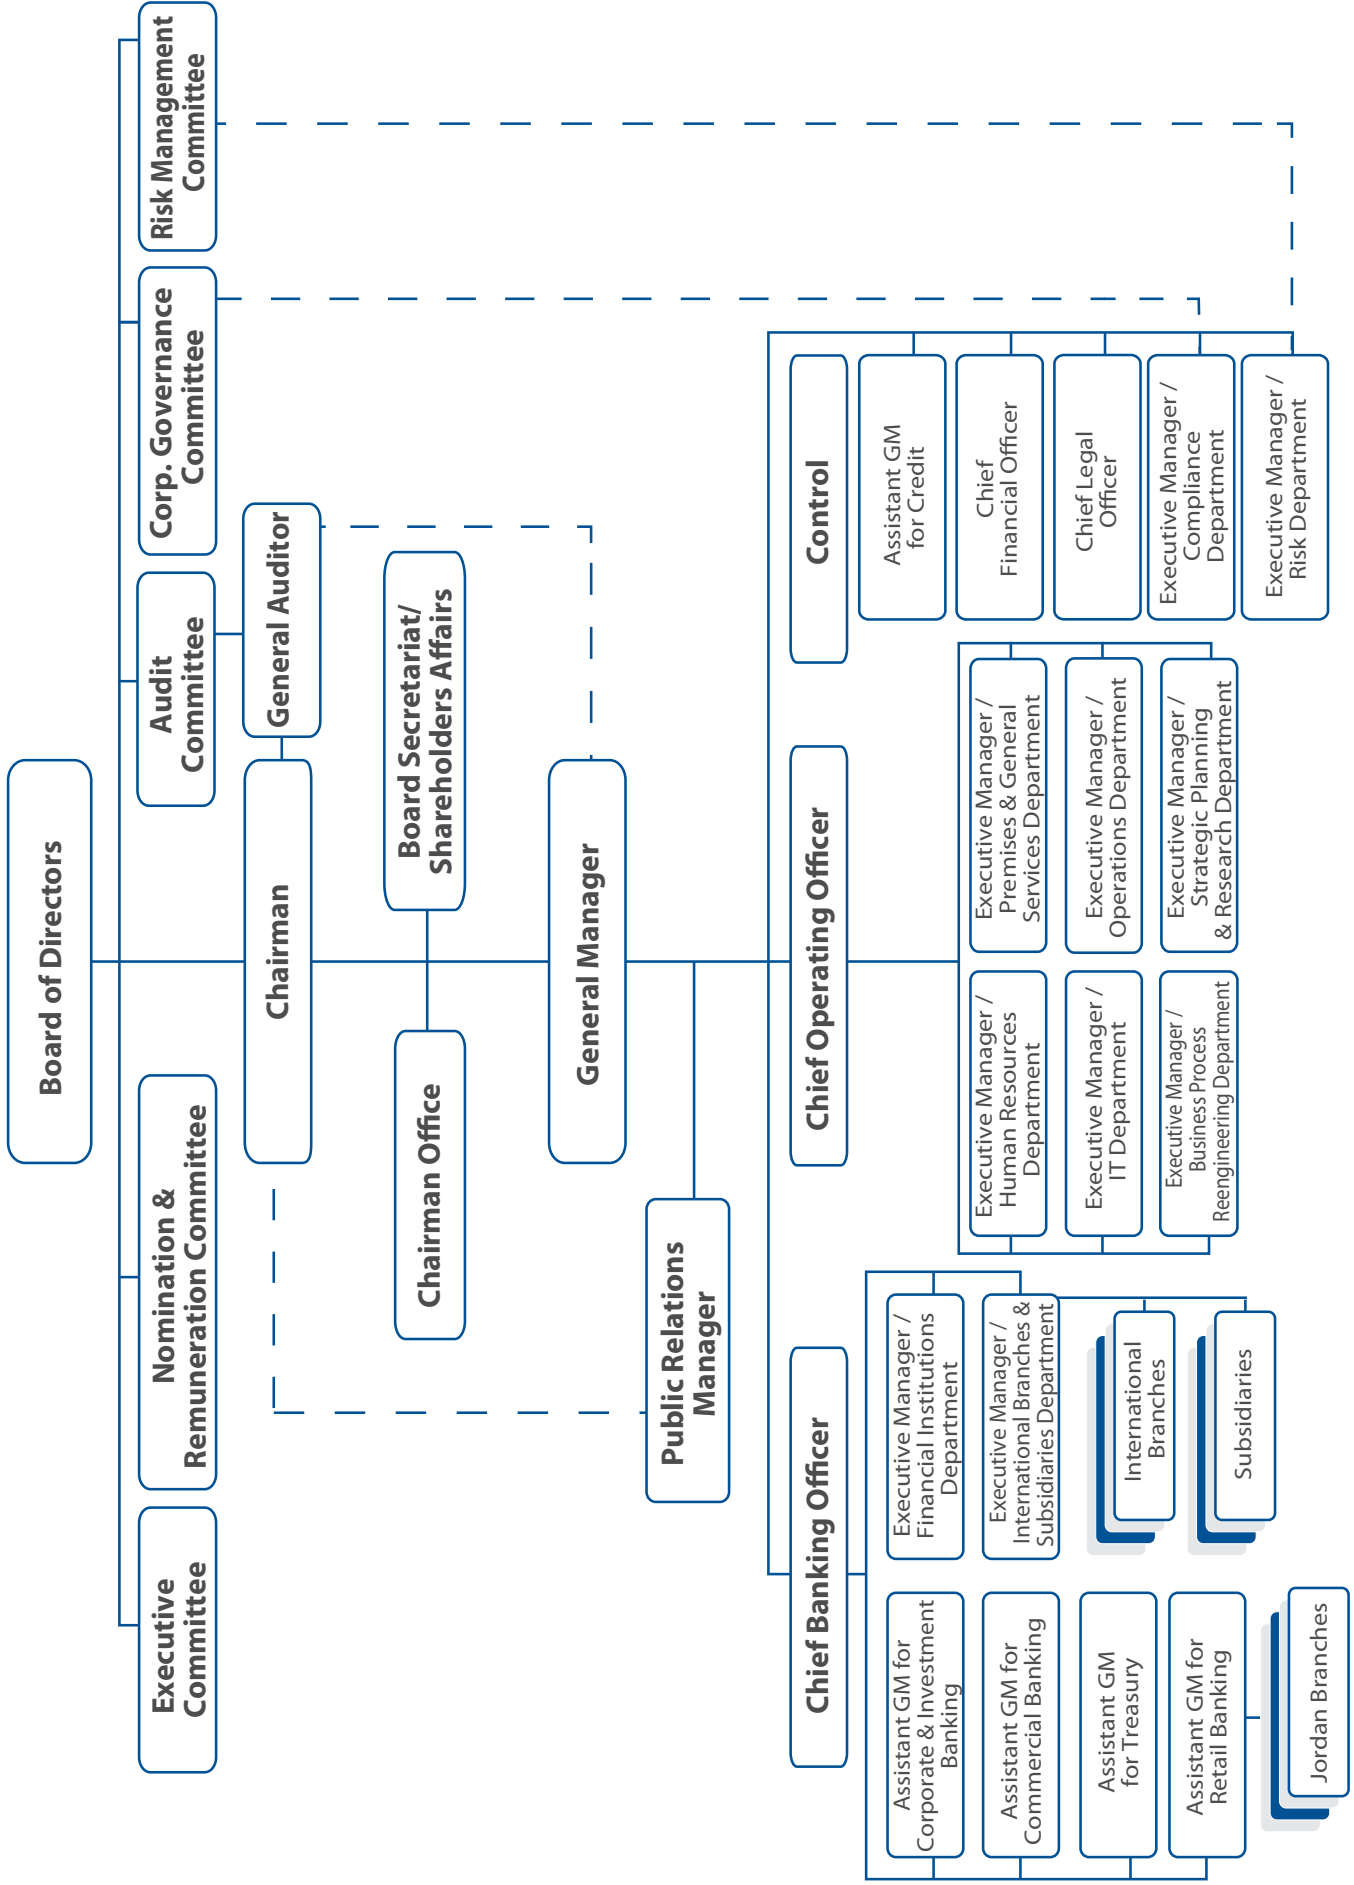 Board of Directors
Executive
Committee
Nomination &
Remuneration Committee
Audit
Committee
Corp. Governance
Committee
Risk Management
Committee
Chairman
General Auditor
Chairman Office
Board Secretariat/
Shareholders Affairs
General Manager
Public Relations
Manager
Chief Banking Officer
Chief Operating Officer
Control
Assistant GM for
Corporate & Investment
Banking
Assistant GM for
Commercial Banking
Assistant GM
for Treasury
Assistant GM for
Retail Banking
Jordan Branches
Executive Manager /
Financial Institutions
Department
Executive Manager /
International Branches &
Subsidiaries Department
International
Branches
Subsidiaries
Executive Manager /
Human Resources
Department
Executive Manager /
IT Department
Executive Manager /
Business Process
Reengineering Department
Executive Manager /
Premises & General
Services Department
Executive Manager /
Operations Department
Executive Manager /
Strategic Planning
& Research Department
Assistant GM
for Credit
Chief
Financial Officer
Chief Legal
Officer
Executive Manager /
Compliance
Department
Executive Manager /
Risk Department